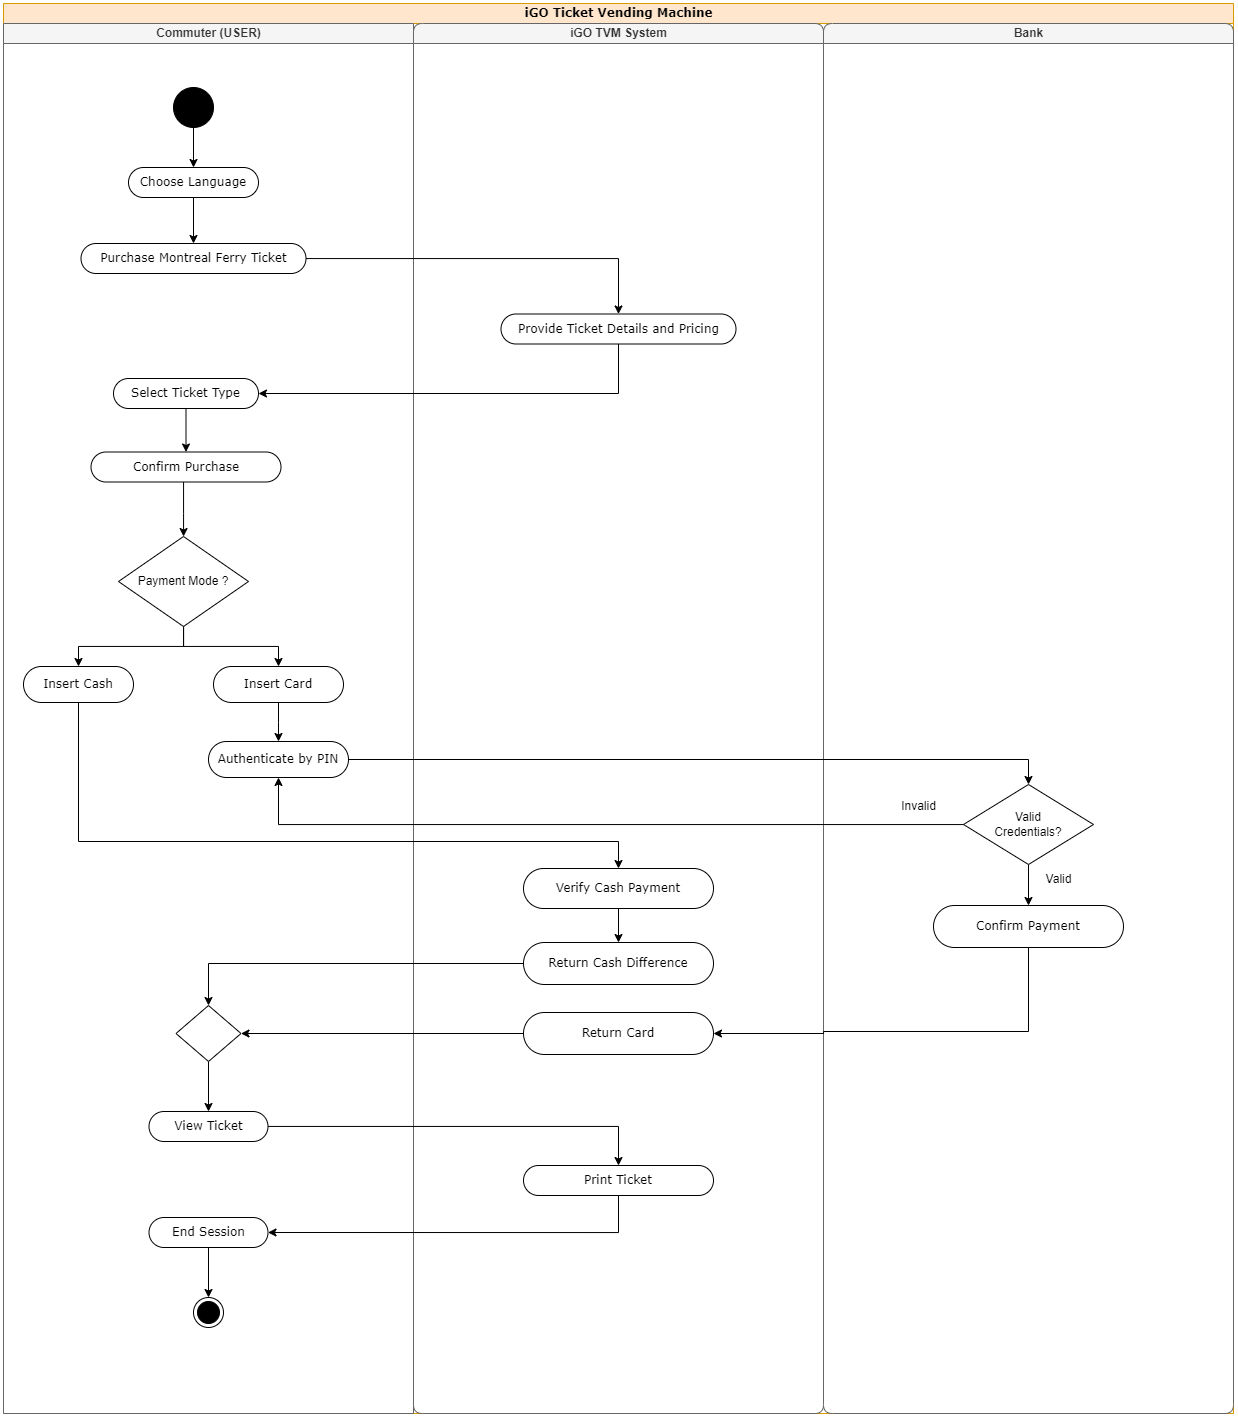 iGO Ticket Vending Machine
Commuter (USER)
iGO TVM System
Bank
Choose Language
Purchase Montreal Ferry Ticket
Provide Ticket Details and Pricing
Select Ticket Type
Confirm Purchase
Payment Mode ?
Insert Cash
Insert Card
Authenticate by PIN
Invalid
Valid
Credentials?
Valid
Verify Cash Payment
Confirm Payment
Return Cash Difference
Return Card
View Ticket
Print Ticket
End Session